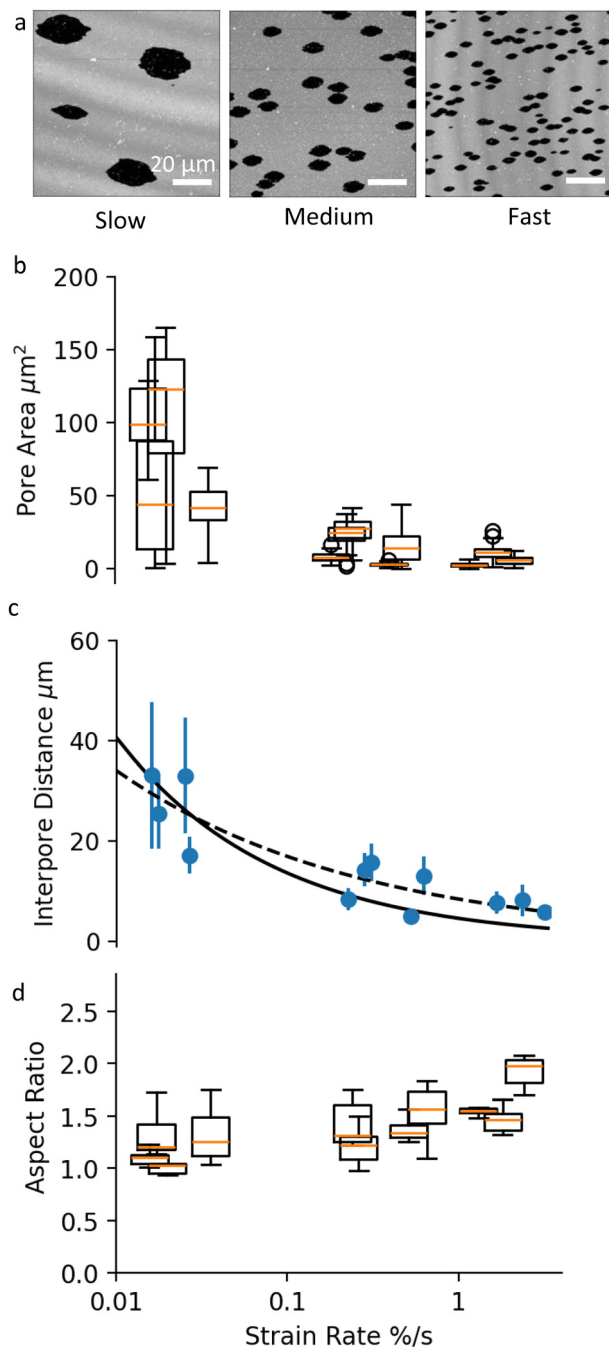 a
20 μm
Slow
Medium
Fast
b
Pore Area μm²
200
150
100
50
0
c
Interpore Distance μm
60
40
20
0
d
Aspect Ratio
2.5
2.0
1.5
1.0
0.5
0.0
0.01
0.1
1
Strain Rate %/s